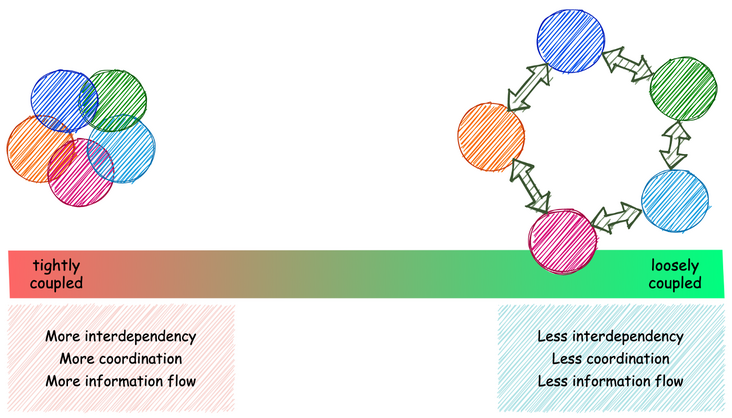 tightly
coupled
loosely
coupled
More interdependency
More coordination
More information flow
Less interdependency
Less coordination
Less information flow